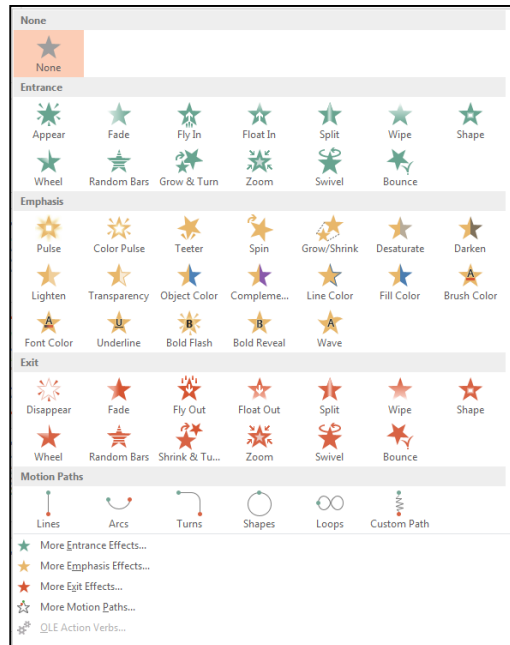 None
None
Entrance
Appear Fade Fly In Float In Split Wipe Shape
Wheel Random Bars Grow & Turn Zoom Swivel Bounce
Emphasis
Pulse Color Pulse Teeter Spin Grow/Shrink Desaturate Darken
Lighten Transparency Object Color Compleme... Line Color Fill Color Brush Color
A U B B A
Font Color Underline Bold Flash Bold Reveal Wave
Exit
Disappear Fade Fly Out Float Out Split Wipe Shape
Wheel Random Bars Shrink & Tu... Zoom Swivel Bounce
Motion Paths
Lines Arcs Turns Shapes Loops Custom Path
More Entrance Effects...
More Emphasis Effects...
More Exit Effects...
More Motion Paths...
OLE Action Verbs...